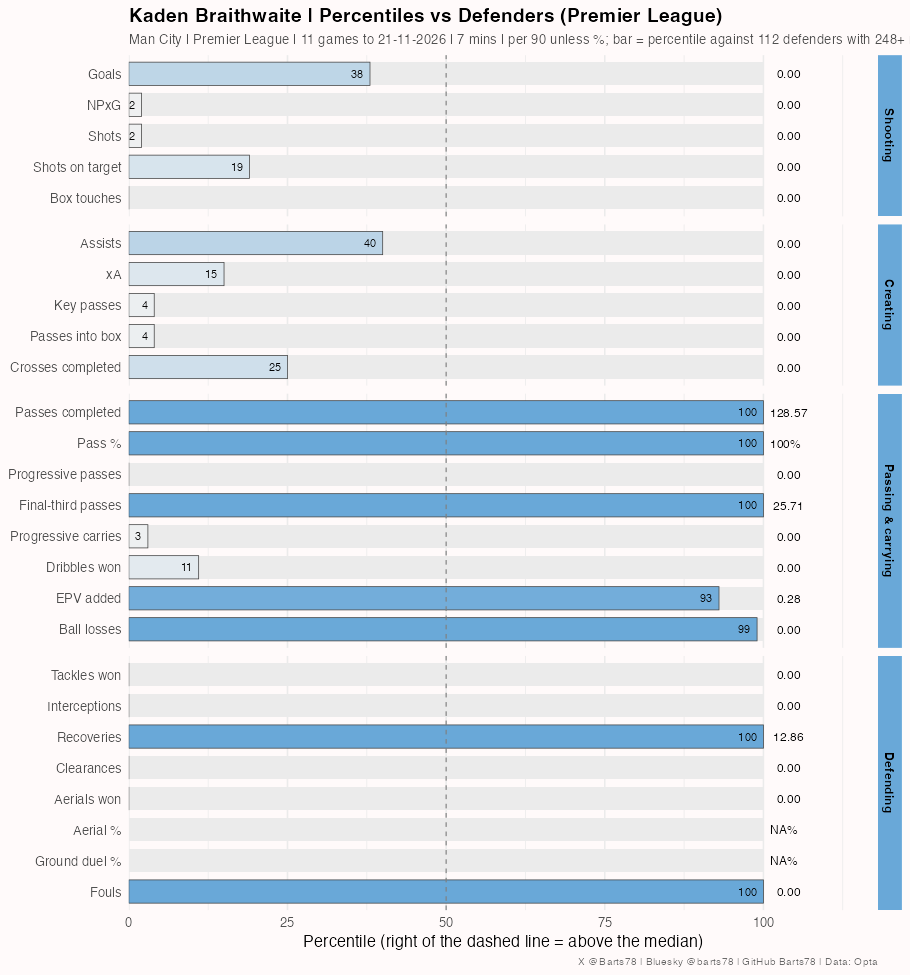 Kaden Braithwaite | Percentiles vs Defenders (Premier League)
Man City | Premier League | 11 games to 21-11-2026 | 7 mins | per 90 unless %; bar = percentile against 112 defenders with 248+
Goals 38 0.00
NPxG 2 0.00
Shots 2 0.00
Shots on target 19 0.00
Box touches 0.00
Shooting
Assists 40 0.00
xA 15 0.00
Key passes 4 0.00
Passes into box 4 0.00
Crosses completed 25 0.00
Creating
Passes completed 100 128.57
Pass % 100 100%
Progressive passes 0.00
Final-third passes 100 25.71
Progressive carries 3 0.00
Dribbles won 11 0.00
EPV added 93 0.28
Ball losses 99 0.00
Passing & carrying
Tackles won 0.00
Interceptions 0.00
Recoveries 100 12.86
Clearances 0.00
Aerials won 0.00
Aerial % NA%
Ground duel % NA%
Fouls 100 0.00
Defending
0 25 50 75 100
Percentile (right of the dashed line = above the median)
X @Barts78 | Bluesky @barts78 | GitHub Barts78 | Data: Opta